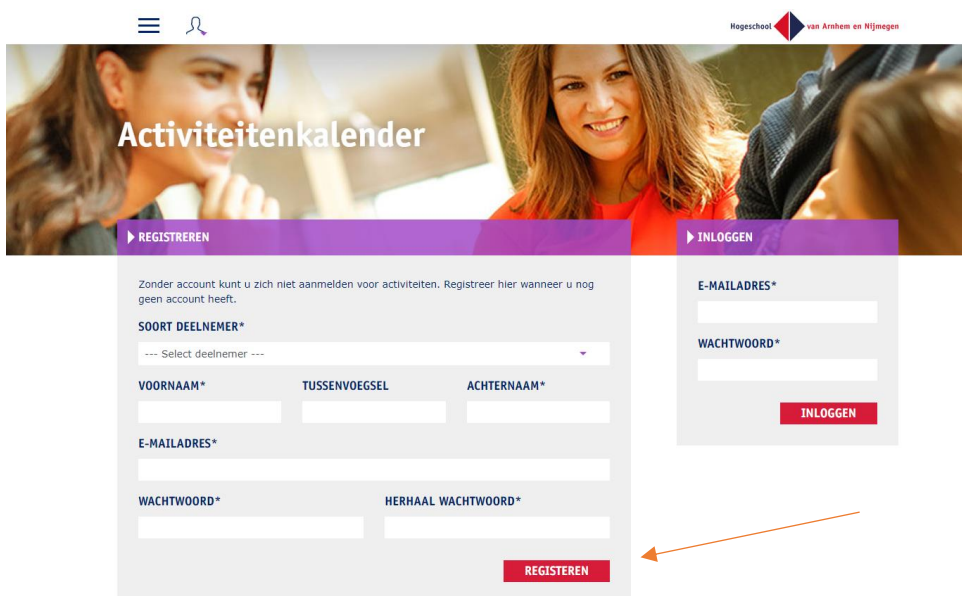 Hogeschool van Arnhem en Nijmegen
Activiteitenkalender
REGISTREREN
Zonder account kunt u zich niet aanmelden voor activiteiten. Registreer hier wanneer u nog
geen account heeft.
SOORT DEELNEMER*
--- Select deelnemer ---
VOORNAAM* TUSSENVOEGSEL ACHTERNAAM*
E-MAILADRES*
WACHTWOORD* HERHAAL WACHTWOORD*
REGISTEREN
INLOGGEN
E-MAILADRES*
WACHTWOORD*
INLOGGEN